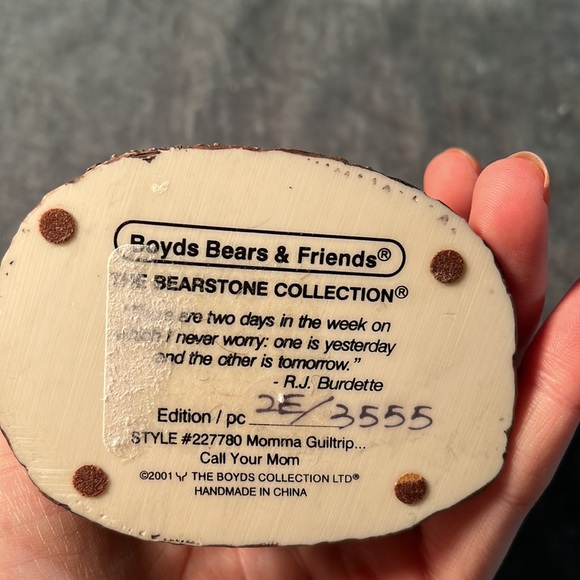 Boyds Bears & Friends®
THE BEARSTONE COLLECTION®
are two days in the week on
which I never worry: one is yesterday
and the other is tomorrow."
- R.J. Burdette
Edition / pc 2E/3555
STYLE #227780 Momma Guiltrip...
Call Your Mom
©2001 THE BOYDS COLLECTION LTD®
HANDMADE IN CHINA